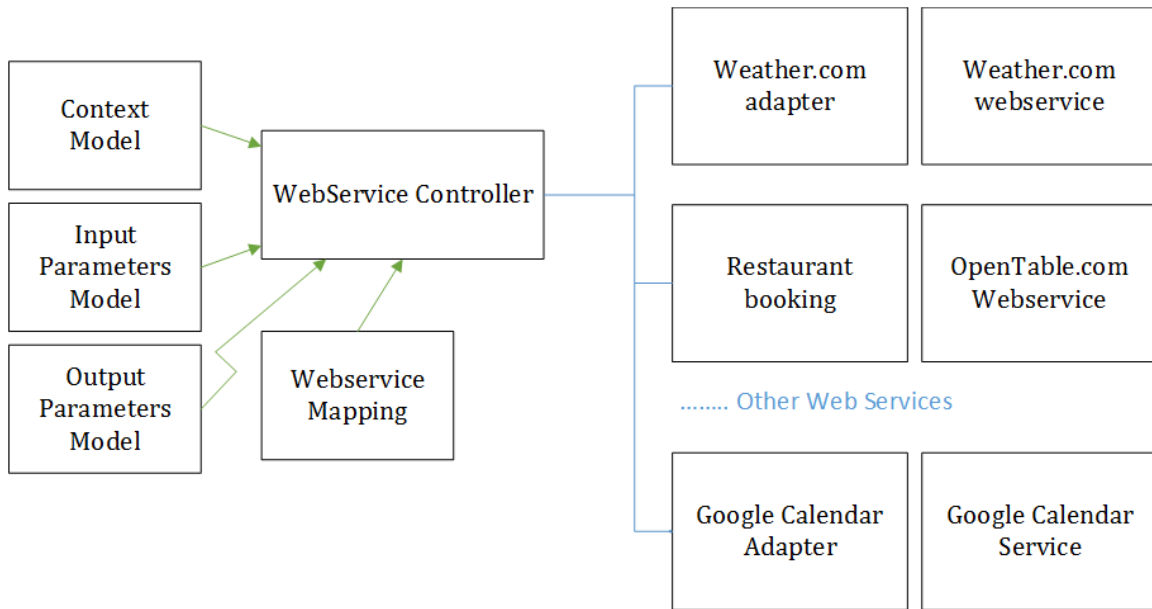 Context
Model
Input
Parameters
Model
Output
Parameters
Model
WebService Controller
Webservice
Mapping
Weather.com
adapter
Weather.com
webservice
Restaurant
booking
OpenTable.com
Webservice
........ Other Web Services
Google Calendar
Adapter
Google Calendar
Service